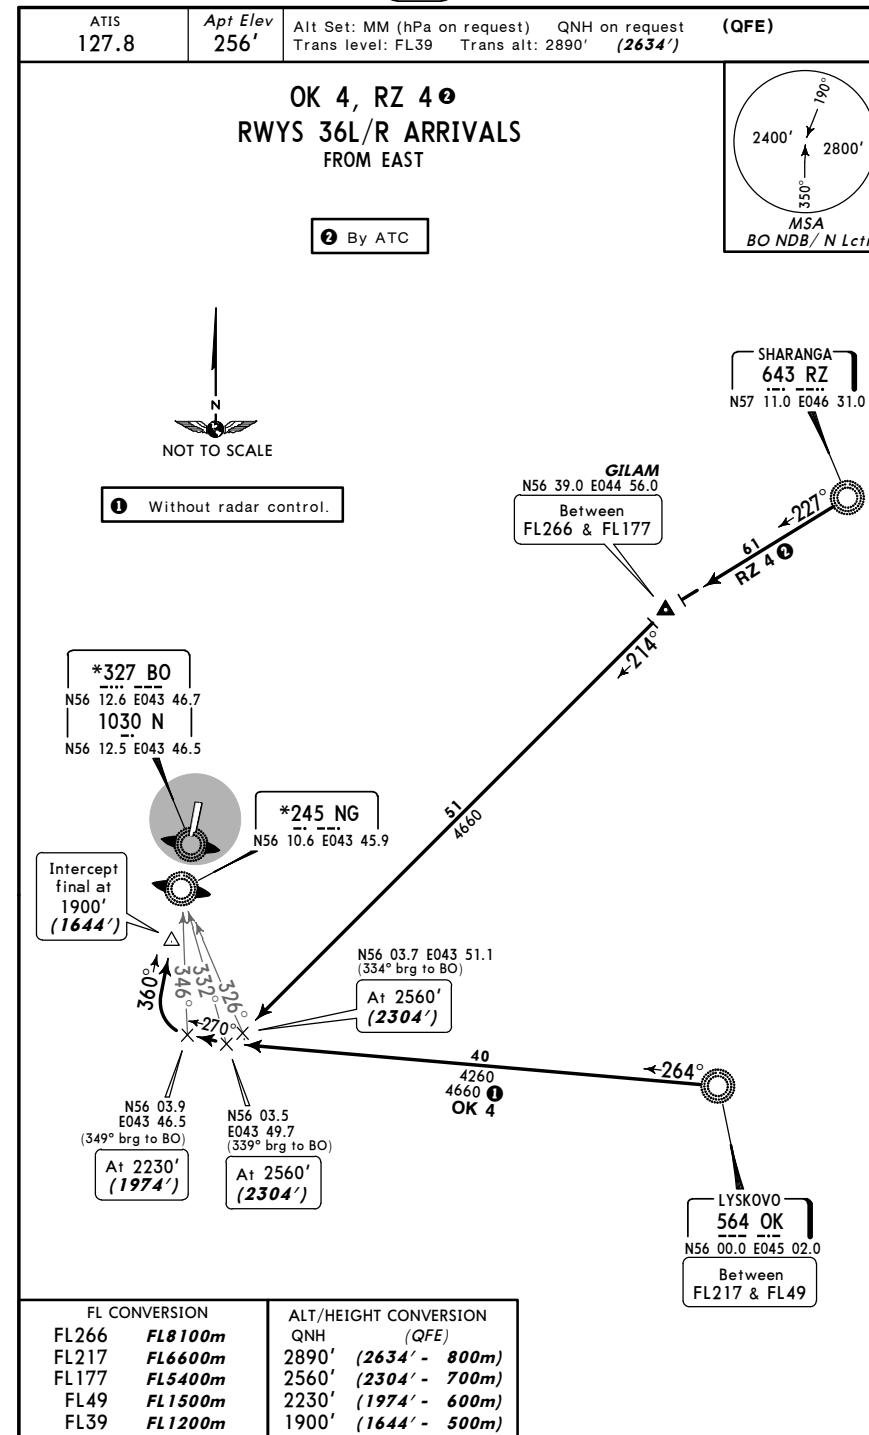 ATIS
127.8
Apt Elev
256'
Alt Set: MM (hPa on request) QNH on request (QFE)
Trans level: FL39 Trans alt: 2890' (2634')
OK 4, RZ 4 ❷
RWYS 36L/R ARRIVALS
FROM EAST
❷ By ATC
190°
2400'
2800'
350°
MSA
BO NDB/ N Lctr
N
NOT TO SCALE
❶ Without radar control.
SHARANGA
643 RZ
N57 11.0 E046 31.0
GILAM
N56 39.0 E044 56.0
Between
FL266 & FL177
227°
61
RZ 4 ❷
214°
51
4660
*327 BO
N56 12.6 E043 46.7
1030 N
N56 12.5 E043 46.5
*245 NG
N56 10.6 E043 45.9
Intercept
final at
1900'
(1644')
360°
346°
332°
326°
270°
N56 03.7 E043 51.1
(334° brg to BO)
At 2560'
(2304')
40
4260
4660 ❶
OK 4
264°
N56 03.9
E043 46.5
(349° brg to BO)
At 2230'
(1974')
N56 03.5
E043 49.7
(339° brg to BO)
At 2560'
(2304')
LYSKOVO
564 OK
N56 00.0 E045 02.0
Between
FL217 & FL49
FL CONVERSION
FL266 FL8100m
FL217 FL6600m
FL177 FL5400m
FL49 FL1500m
FL39 FL1200m
ALT/HEIGHT CONVERSION
QNH (QFE)
2890' (2634' - 800m)
2560' (2304' - 700m)
2230' (1974' - 600m)
1900' (1644' - 500m)